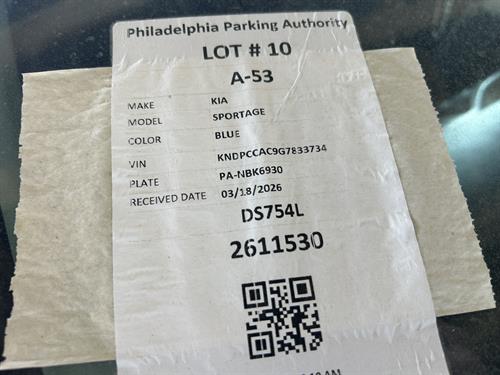 Philadelphia Parking Authority
LOT # 10
A-53
MAKE KIA
MODEL SPORTAGE
COLOR BLUE
VIN KNDPCCAC9G7833734
PLATE PA-NBK6930
RECEIVED DATE 03/18/2026
DS754L
2611530